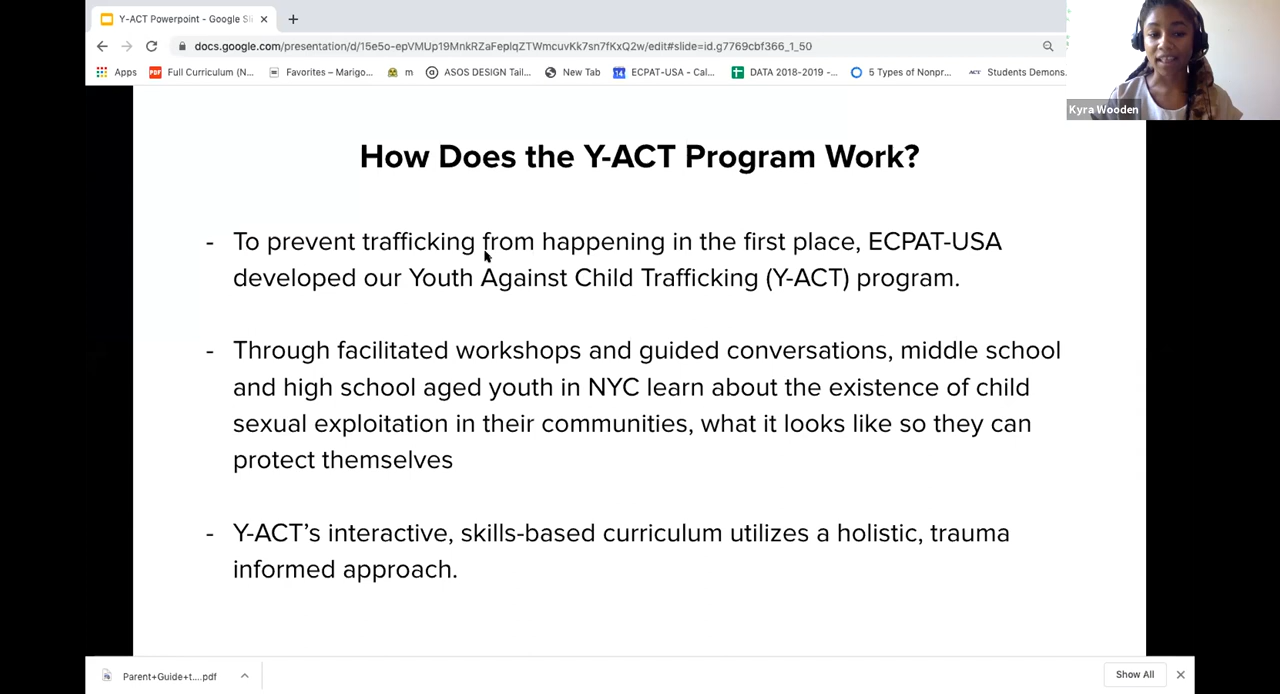 Y-ACT Powerpoint - Google Sli
docs.google.com/presentation/d/15e5o-epVMUp19MnkRZaFeplqZTWmcuvKk7sn7fKxQ2w/edit#slide=id.g7769cbf366_1_50
Apps PDF Full Curriculum (N... Favorites – Marigo... m ASOS DESIGN Tail... New Tab 14 ECPAT-USA - Cal... DATA 2018-2019 -... 5 Types of Nonpr... ACT Students Demons.
Kyra Wooden
How Does the Y-ACT Program Work?
- To prevent trafficking from happening in the first place, ECPAT-USA
developed our Youth Against Child Trafficking (Y-ACT) program.
- Through facilitated workshops and guided conversations, middle school
and high school aged youth in NYC learn about the existence of child
sexual exploitation in their communities, what it looks like so they can
protect themselves
- Y-ACT’s interactive, skills-based curriculum utilizes a holistic, trauma
informed approach.
Parent+Guide+t....pdf
Show All